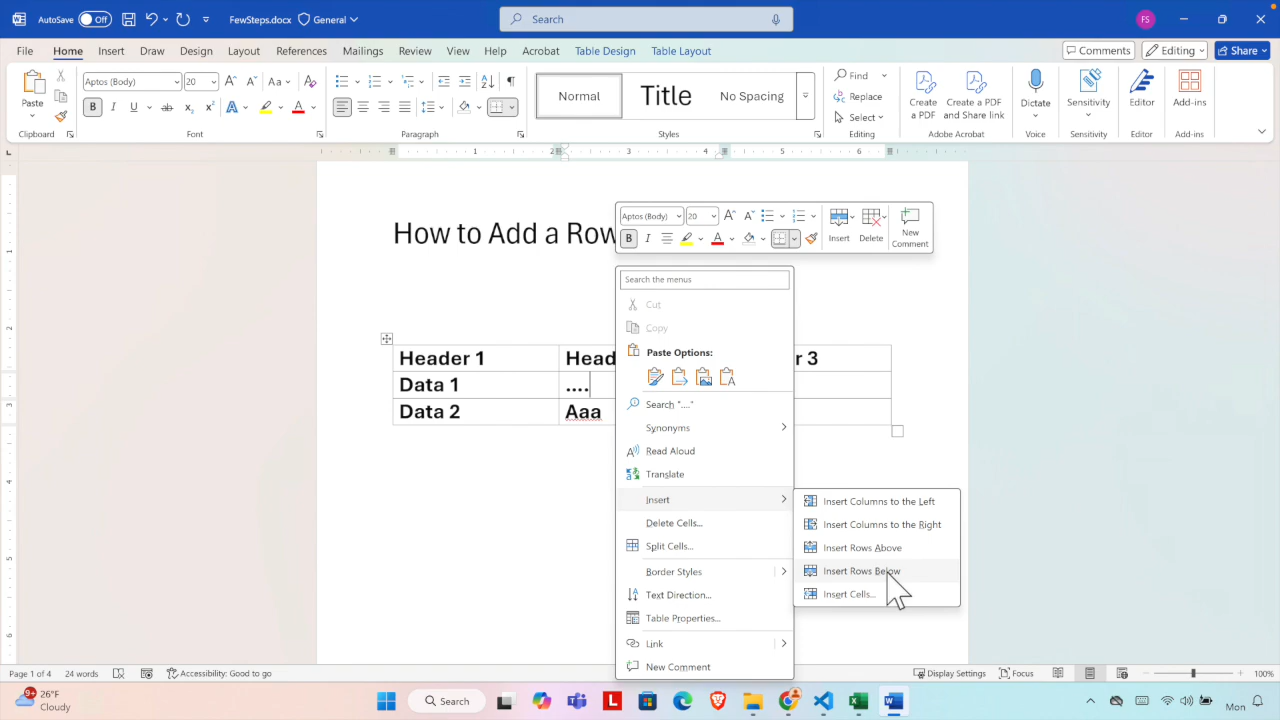 AutoSave Off FewSteps.docx General Search FS
File Home Insert Draw Design Layout References Mailings Review View Help Acrobat Table Design Table Layout Comments Editing Share
Paste
Clipboard
Aptos (Body) 20
Font
Paragraph
Normal Title No Spacing
Styles
Find
Replace
Select
Editing
Create a PDF
Create a PDF and Share link
Adobe Acrobat
Dictate
Voice
Sensitivity
Sensitivity
Editor
Editor
Add-ins
Add-ins
1 2 3 4 5 6
How to Add a Row
Aptos (Body) 20
Insert Delete New Comment
Header 1 Head r 3
Data 1 ....
Data 2 Aaa
Search the menus
Cut
Copy
Paste Options:
Search "...."
Synonyms
Read Aloud
Translate
Insert
Delete Cells...
Split Cells...
Border Styles
Text Direction...
Table Properties...
Link
New Comment
Insert Columns to the Left
Insert Columns to the Right
Insert Rows Above
Insert Rows Below
Insert Cells...
Page 1 of 4 24 words Accessibility: Good to go Display Settings Focus 100%
26°F
Cloudy
Search
Mon